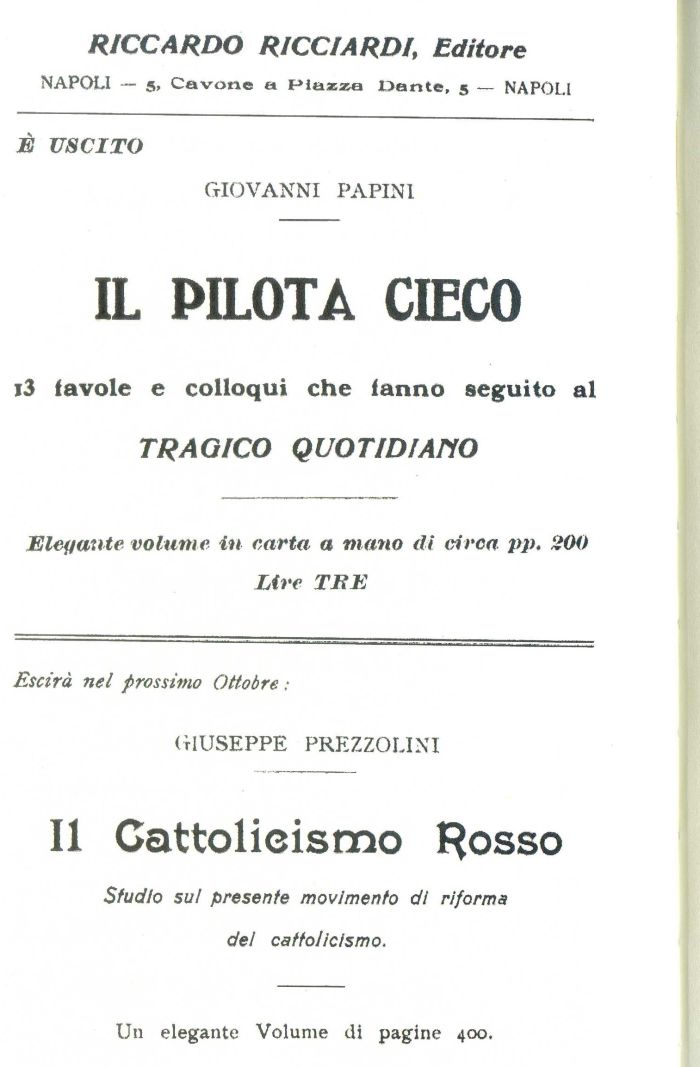 RICCARDO RICCIARDI, Editore
NAPOLI — 5, Cavone a Piazza Dante, 5 — NAPOLI
È USCITO
GIOVANNI PAPINI
IL PILOTA CIECO
13 favole e colloqui che fanno seguito al
TRAGICO QUOTIDIANO
Elegante volume in carta a mano di circa pp. 200
Lire TRE
Escirà nel prossimo Ottobre :
GIUSEPPE PREZZOLINI
Il Cattolicismo Rosso
Studio sul presente movimento di riforma
del cattolicismo.
Un elegante Volume di pagine 400.